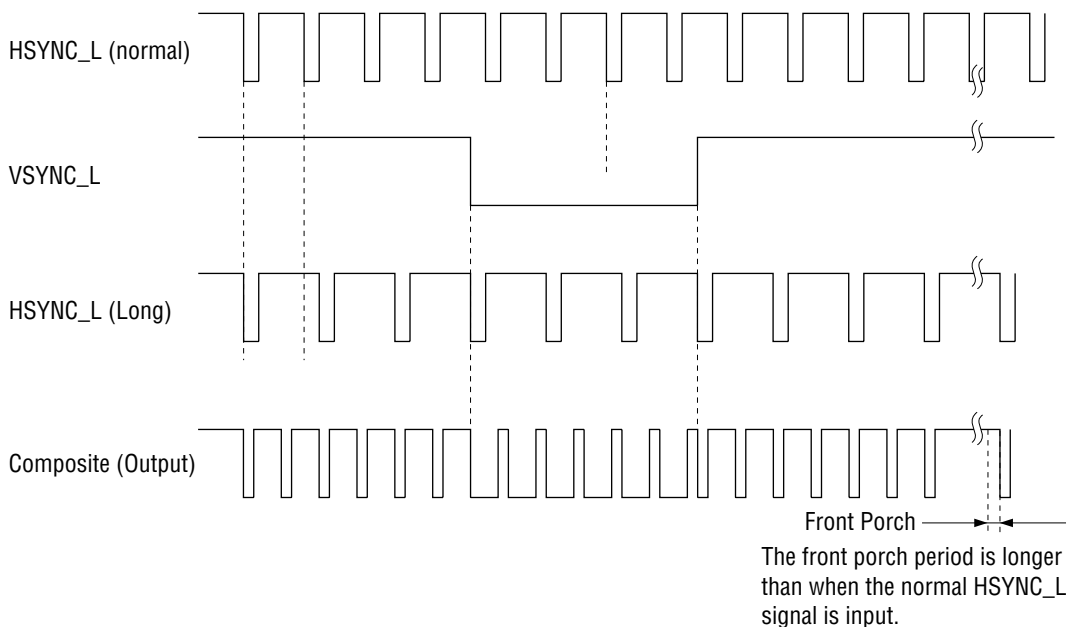 HSYNC_L (normal)
VSYNC_L
HSYNC_L (Long)
Composite (Output)
Front Porch
The front porch period is longer
than when the normal HSYNC_L
signal is input.